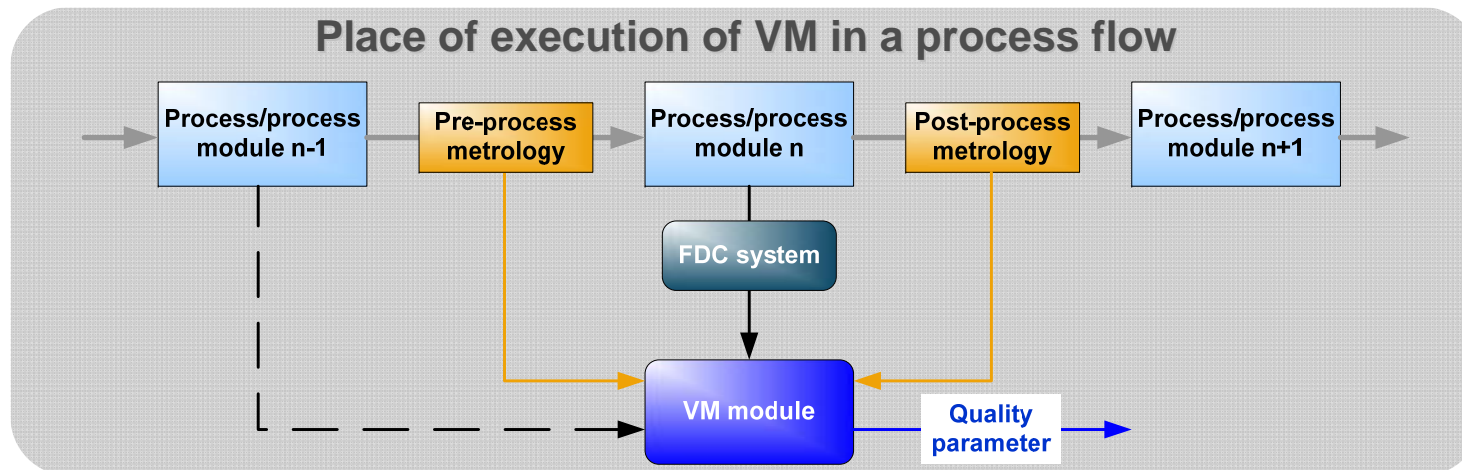 Place of execution of VM in a process flow
Process/process
module n-1
Pre-process
metrology
Process/process
module n
Post-process
metrology
Process/process
module n+1
FDC system
VM module
Quality
parameter